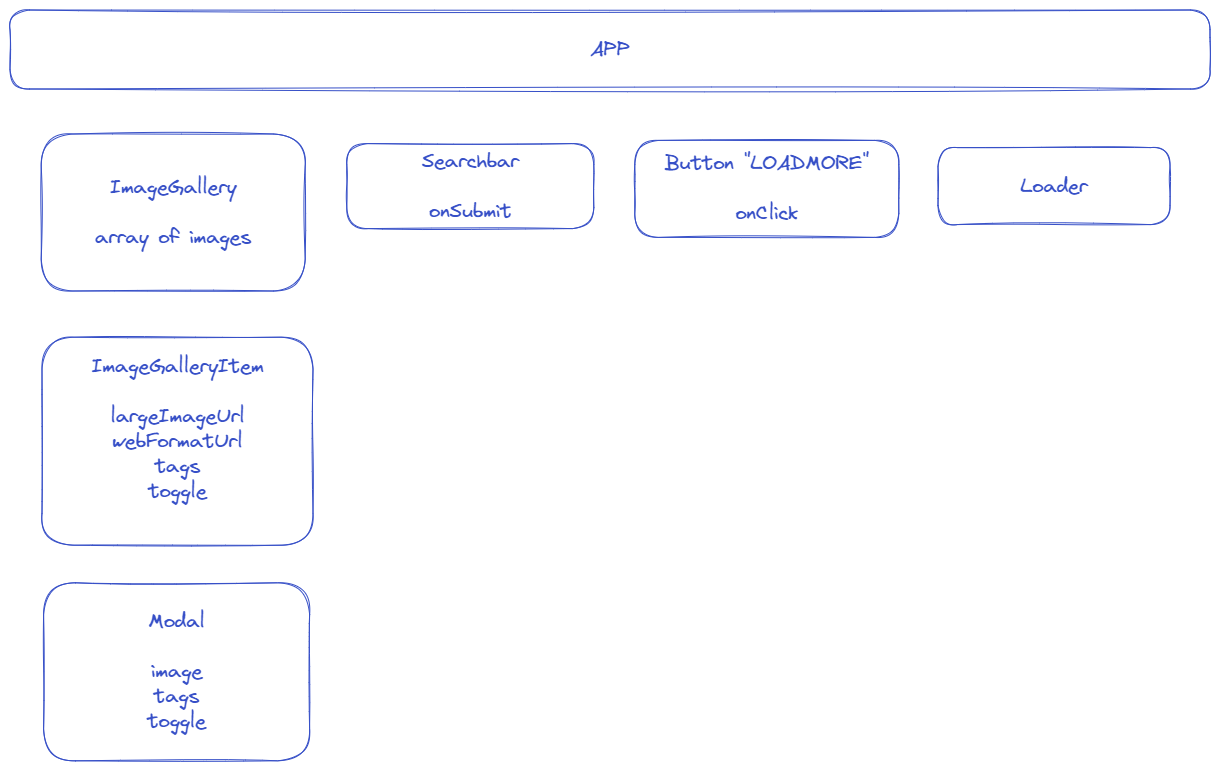 APP
ImageGallery
array of images
Searchbar
onSubmit
Button "LOADMORE"
onClick
Loader
ImageGalleryItem
largeImageUrl
webFormatUrl
tags
toggle
Modal
image
tags
toggle